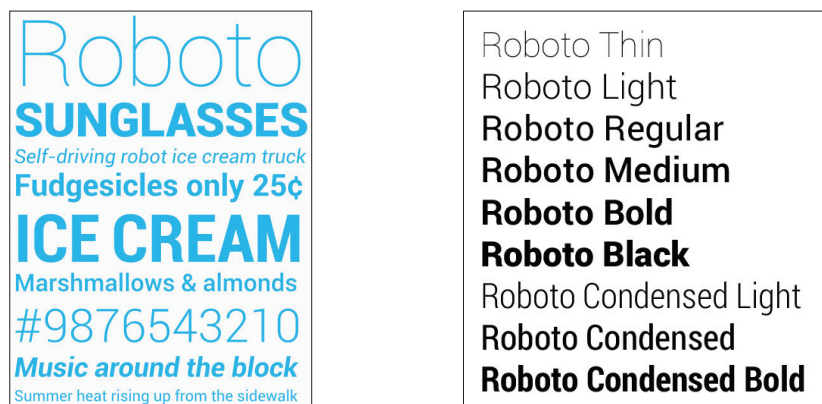 Roboto
SUNGLASSES
Self-driving robot ice cream truck
Fudgesicles only 25¢
ICE CREAM
Marshmallows & almonds
#9876543210
Music around the block
Summer heat rising up from the sidewalk
Roboto Thin
Roboto Light
Roboto Regular
Roboto Medium
Roboto Bold
Roboto Black
Roboto Condensed Light
Roboto Condensed
Roboto Condensed Bold